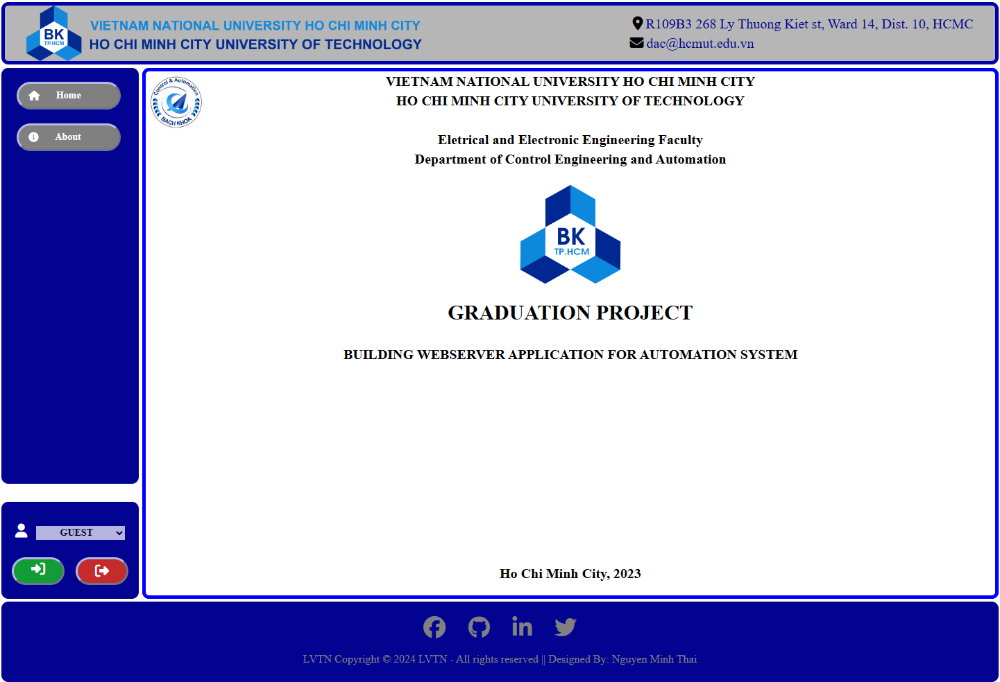 BK
TP.HCM
VIETNAM NATIONAL UNIVERSITY HO CHI MINH CITY
HO CHI MINH CITY UNIVERSITY OF TECHNOLOGY
R109B3 268 Ly Thuong Kiet st, Ward 14, Dist. 10, HCMC
dac@hcmut.edu.vn
Home
About
GUEST
Control & Automation
BACH KHOA
VIETNAM NATIONAL UNIVERSITY HO CHI MINH CITY
HO CHI MINH CITY UNIVERSITY OF TECHNOLOGY
Eletrical and Electronic Engineering Faculty
Department of Control Engineering and Automation
BK
TP.HCM
GRADUATION PROJECT
BUILDING WEBSERVER APPLICATION FOR AUTOMATION SYSTEM
Ho Chi Minh City, 2023
LVTN Copyright © 2024 LVTN - All rights reserved || Designed By: Nguyen Minh Thai